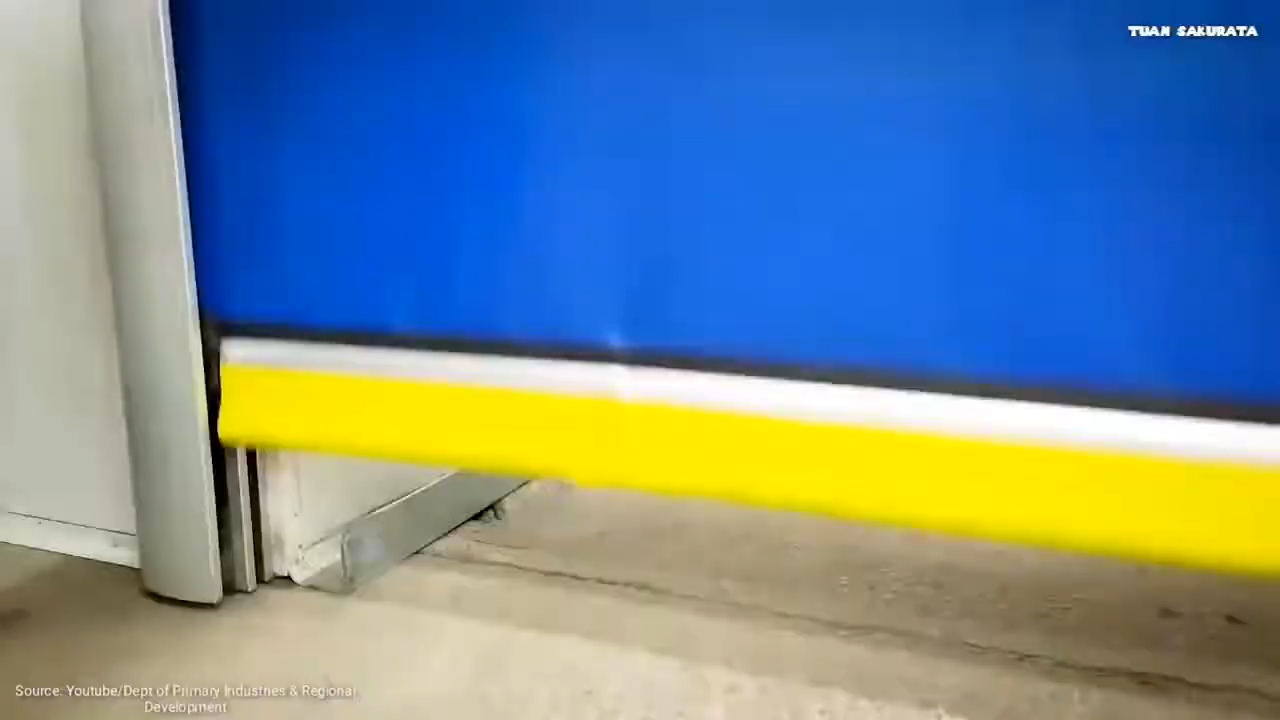 TUAN SAKURATA
Source: Youtube/Dept of Primary Industries & Regional
Development